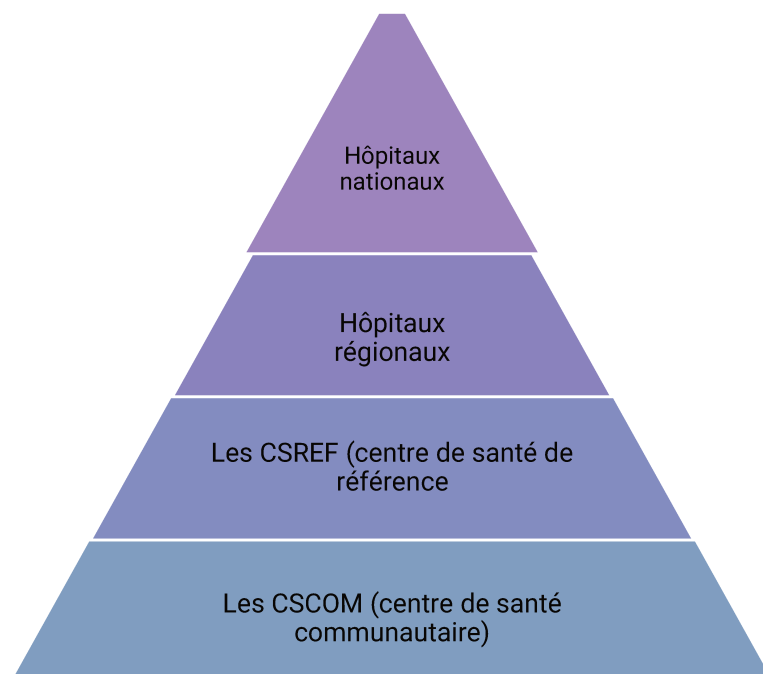 Hôpitaux
nationaux
Hôpitaux
régionaux
Les CSREF (centre de santé de
référence
Les CSCOM (centre de santé
communautaire)